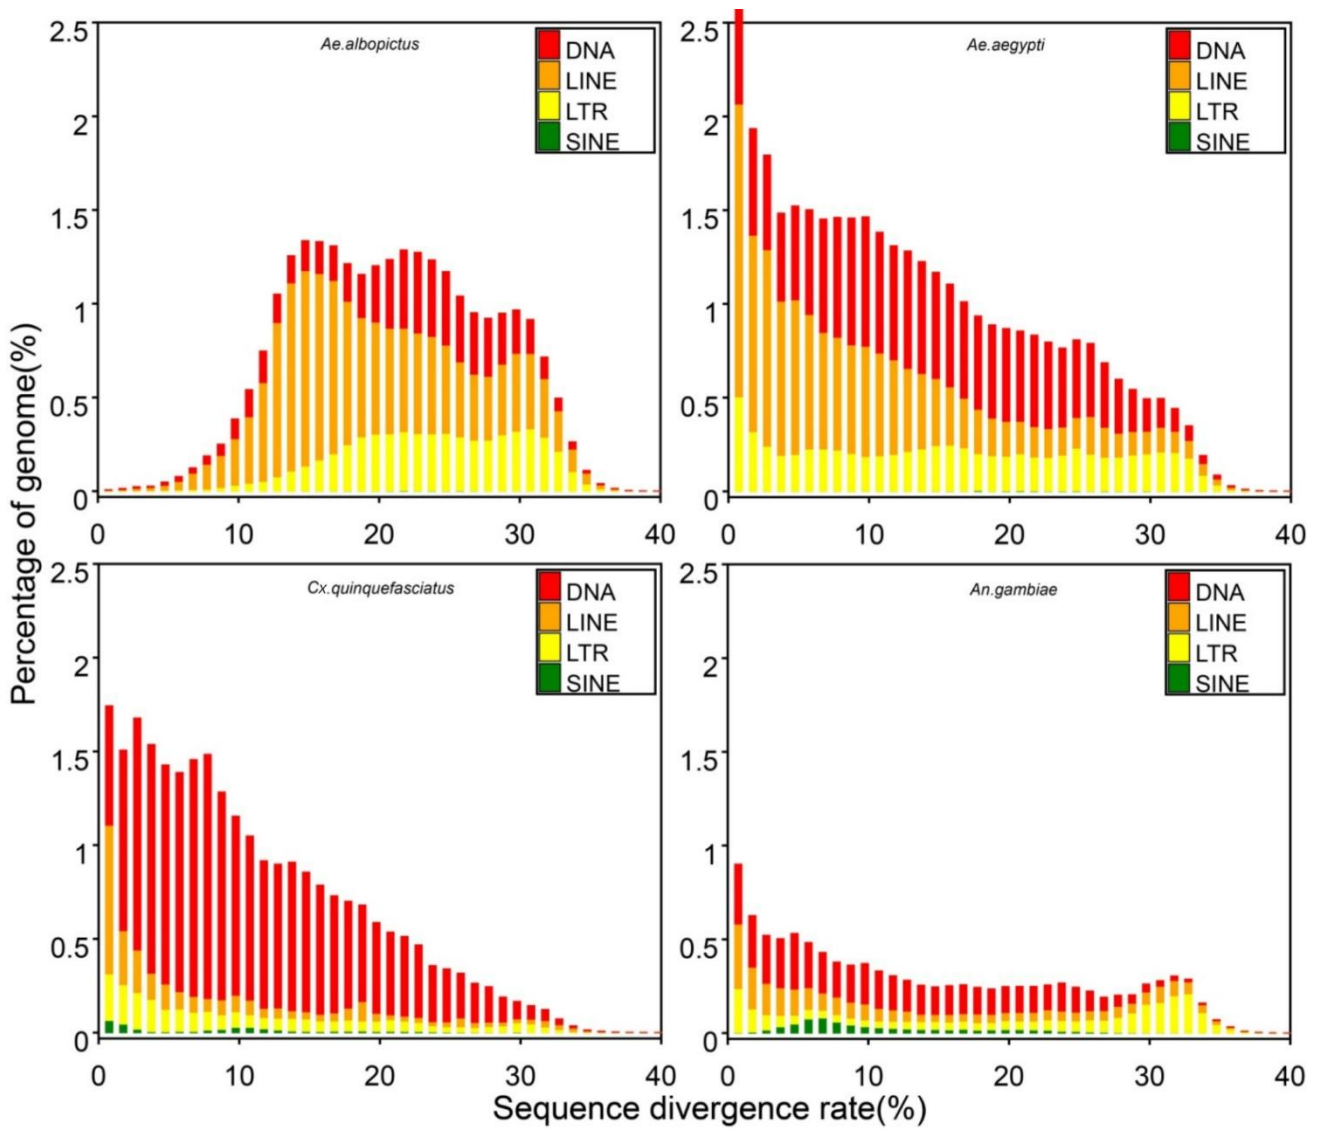 Percentage of genome(%)
Ae.albopictus
DNA
LINE
LTR
SINE
2.5
2
1.5
1
0.5
0
0 10 20 30 40
Ae.aegypti
DNA
LINE
LTR
SINE
2.5
2
1.5
1
0.5
0
0 10 20 30 40
Cx.quinquefasciatus
DNA
LINE
LTR
SINE
2.5
2
1.5
1
0.5
0
0 10 20 30 40
An.gambiae
DNA
LINE
LTR
SINE
2.5
2
1.5
1
0.5
0
0 10 20 30 40
Sequence divergence rate(%)